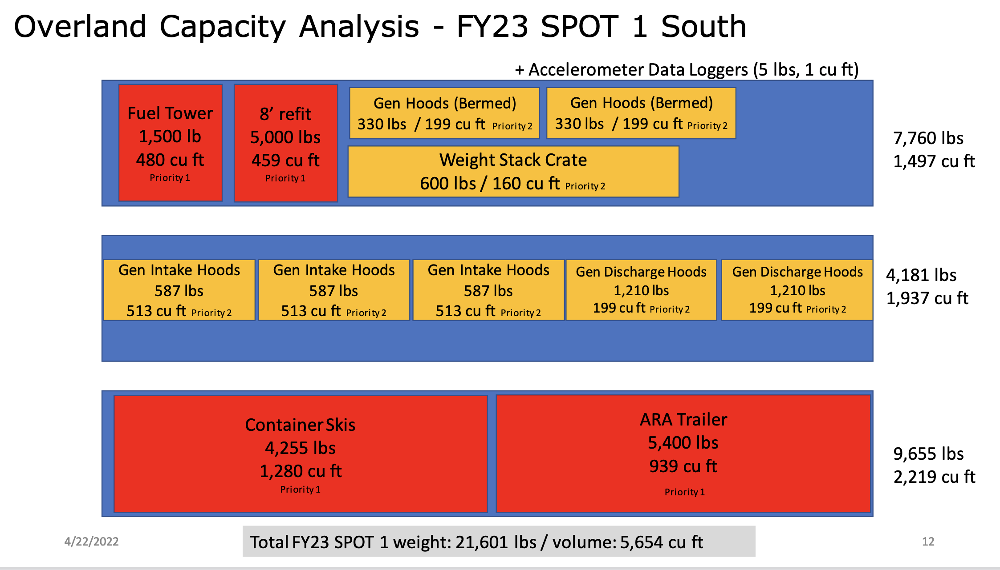 Overland Capacity Analysis - FY23 SPOT 1 South
+ Accelerometer Data Loggers (5 lbs, 1 cu ft)
Fuel Tower
1,500 lb
480 cu ft
Priority 1
8’ refit
5,000 lbs
459 cu ft
Priority 1
Gen Hoods (Bermed)
330 lbs / 199 cu ft Priority 2
Gen Hoods (Bermed)
330 lbs / 199 cu ft Priority 2
Weight Stack Crate
600 lbs / 160 cu ft Priority 2
7,760 lbs
1,497 cu ft
Gen Intake Hoods
587 lbs
513 cu ft Priority 2
Gen Intake Hoods
587 lbs
513 cu ft Priority 2
Gen Intake Hoods
587 lbs
513 cu ft Priority 2
Gen Discharge Hoods
1,210 lbs
199 cu ft Priority 2
Gen Discharge Hoods
1,210 lbs
199 cu ft Priority 2
4,181 lbs
1,937 cu ft
Container Skis
4,255 lbs
1,280 cu ft
Priority 1
ARA Trailer
5,400 lbs
939 cu ft
Priority 1
9,655 lbs
2,219 cu ft
4/22/2022
Total FY23 SPOT 1 weight: 21,601 lbs / volume: 5,654 cu ft
12